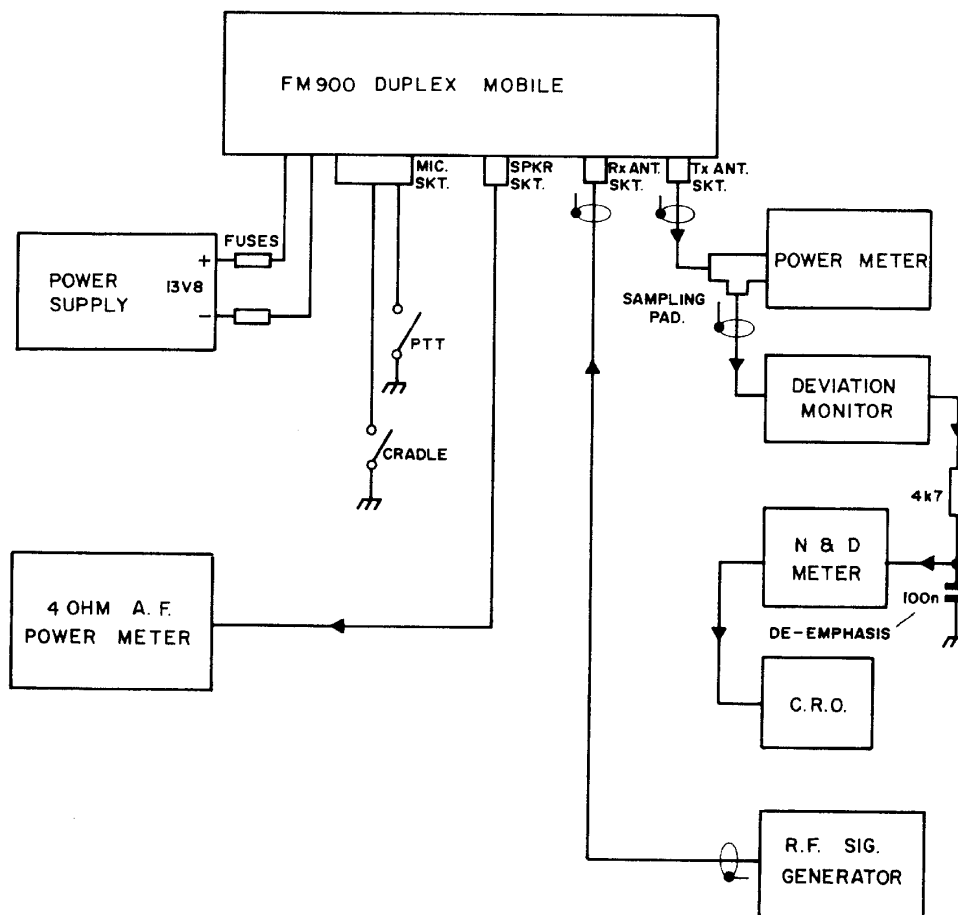 FM900 DUPLEX MOBILE
MIC.
SKT.
SPKR
SKT.
Rx ANT.
SKT.
Tx ANT.
SKT.
FUSES
POWER
SUPPLY
+
13V8
-
POWER METER
SAMPLING
PAD.
PTT
DEVIATION
MONITOR
CRADLE
4k7
N & D
METER
100n
DE-EMPHASIS
4 OHM A.F.
POWER METER
C.R.O.
R.F. SIG.
GENERATOR